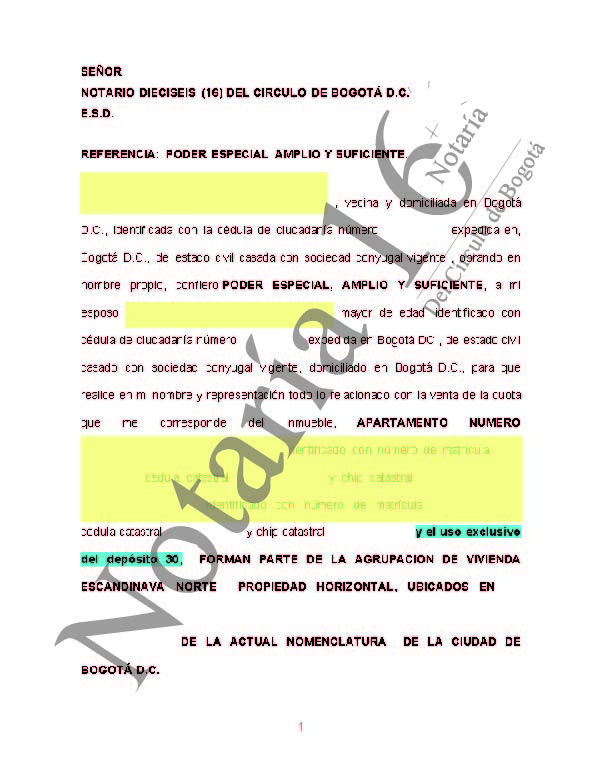 SEÑOR
NOTARIO DIECISEIS (16) DEL CIRCULO DE BOGOTÁ D.C.
E.S.D.
REFERENCIA: PODER ESPECIAL AMPLIO Y SUFICIENTE.
, vecina y domiciliada en Bogotá
D.C., identificada con la cédula de ciudadanía número expedica en,
Bogotá D.C., de estaco civil casada con sociedad conyugal vigente , obrando en
nombre propio, confiero PODER ESPECIAL, AMPLIO Y SUFICIENTE, a mi
esposo mayor de edad identificado con
cédula de ciudadanía número expedida en Bogotá DC , de estado civil
casado con sociedad conyugal vigente, domiciliado en Bogotá D.C., para que
realice en mi nombre y representación todo lo relacionado con la venta de la cuota
que me corresponde del inmueble, APARTAMENTO NUMERO
identificado con número de matricula
cedula catastral y chip catastral
identificado con número de matricula
cedula catastral y chip catastral y el uso exclusivo
del depósito 30, FORMAN PARTE DE LA AGRUPACION DE VIVIENDA
ESCANDINAVA NORTE PROPIEDAD HORIZONTAL, UBICADOS EN
DE LA ACTUAL NOMENCLATURA DE LA CIUDAD DE
BOGOTÁ D.C.
1
Notaría 16
Notaría
Del Círculo de Bogotá